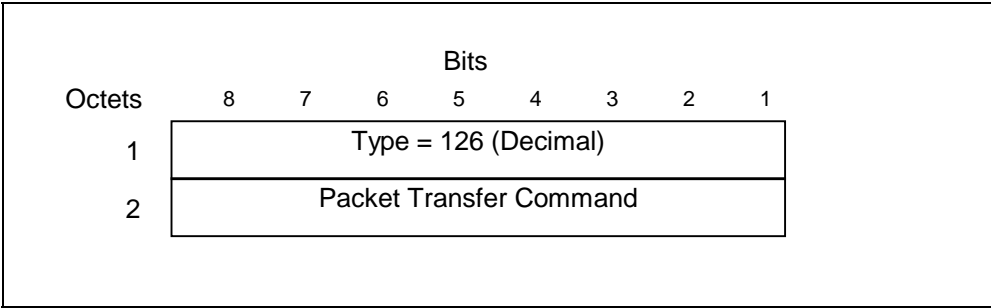 Bits
Octets 8 7 6 5 4 3 2 1
1 Type = 126 (Decimal)
2 Packet Transfer Command